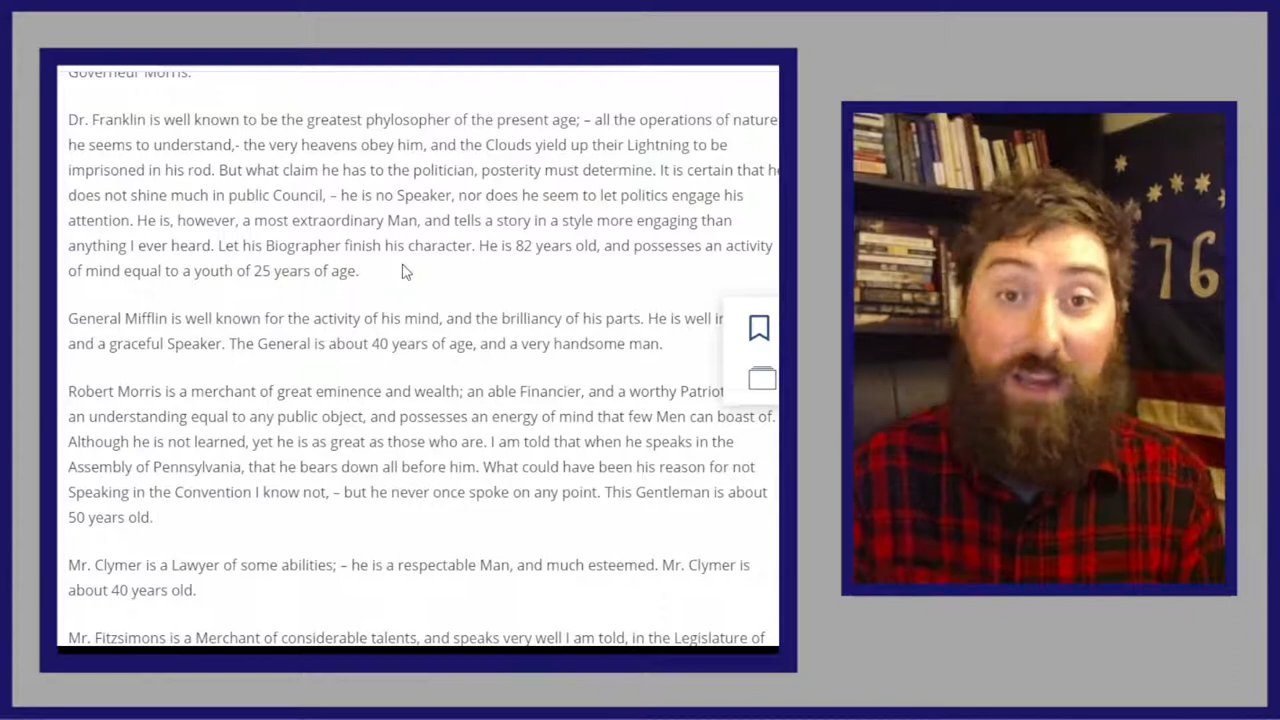 Governeur Morris.
Dr. Franklin is well known to be the greatest phylosopher of the present age; – all the operations of nature
he seems to understand,- the very heavens obey him, and the Clouds yield up their Lightning to be
imprisoned in his rod. But what claim he has to the politician, posterity must determine. It is certain that he
does not shine much in public Council, – he is no Speaker, nor does he seem to let politics engage his
attention. He is, however, a most extraordinary Man, and tells a story in a style more engaging than
anything I ever heard. Let his Biographer finish his character. He is 82 years old, and possesses an activity
of mind equal to a youth of 25 years of age.
General Mifflin is well known for the activity of his mind, and the brilliancy of his parts. He is well
and a graceful Speaker. The General is about 40 years of age, and a very handsome man.
Robert Morris is a merchant of great eminence and wealth; an able Financier, and a worthy Patriot
an understanding equal to any public object, and possesses an energy of mind that few Men can boast of.
Although he is not learned, yet he is as great as those who are. I am told that when he speaks in the
Assembly of Pennsylvania, that he bears down all before him. What could have been his reason for not
Speaking in the Convention I know not, – but he never once spoke on any point. This Gentleman is about
50 years old.
Mr. Clymer is a Lawyer of some abilities; – he is a respectable Man, and much esteemed. Mr. Clymer is
about 40 years old.
Mr. Fitzsimons is a Merchant of considerable talents, and speaks very well I am told, in the Legislature of
76